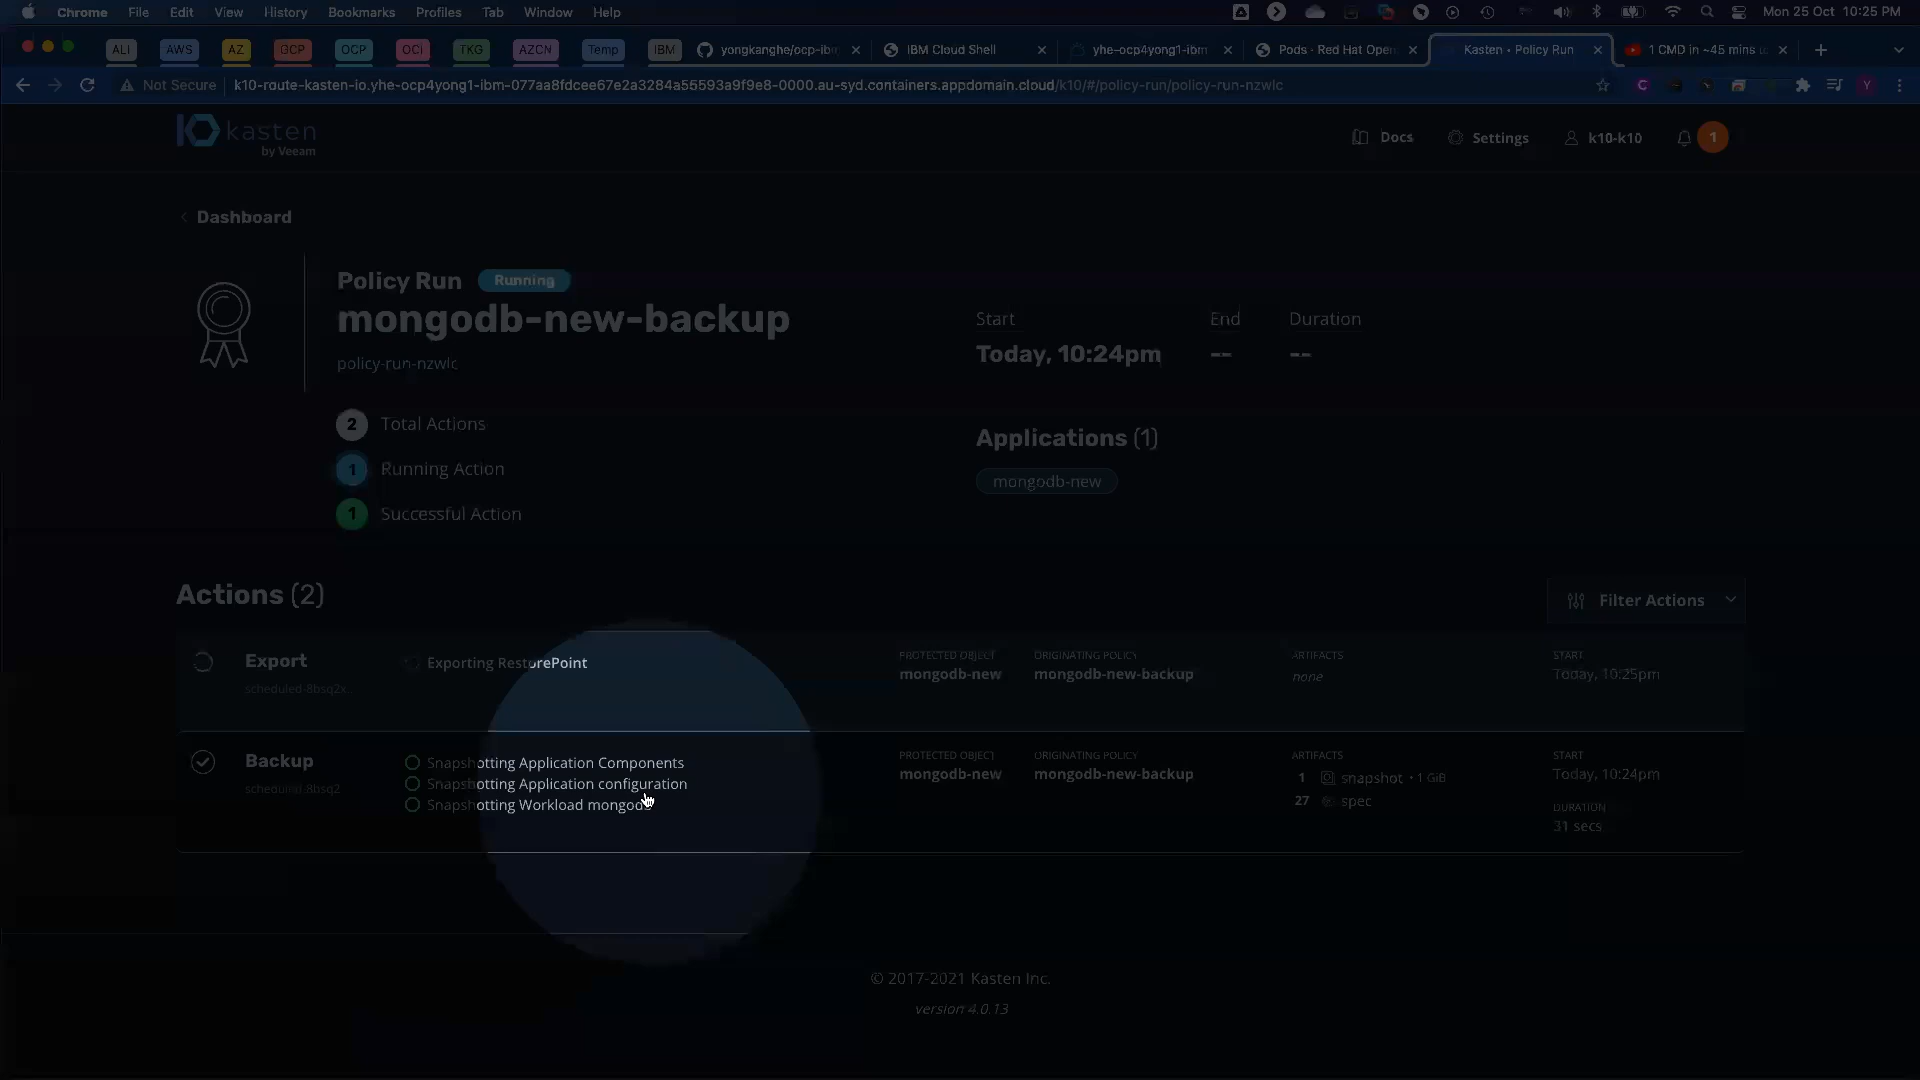 Chrome File Edit View History Bookmarks Profiles Tab Window Help Mon 25 Oct 10:25 PM
ALI AWS AZ GCP OCP OCI TKG AZCN Temp IBM yongkanghe/ocp-ibm IBM Cloud Shell yhe-ocp4yong1-ibm Pods · Red Hat Open Kasten • Policy Run 1 CMD in ~45 mins
Not Secure k10-route-kasten-io.yhe-ocp4yong1-ibm-077aa8fdcee67e2a3284a55593a9f9e8-0000.au-syd.containers.appdomain.cloud/k10/#/policy-run/policy-run-nzwlc Y
kasten
by Veeam
Docs Settings k10-k10 1
Dashboard
Policy Run Running
mongodb-new-backup
policy-run-nzwlc
Start End Duration
Today, 10:24pm -- --
2 Total Actions
1 Running Action
1 Successful Action
Applications (1)
mongodb-new
Actions (2)
Filter Actions
Export
scheduled-8bsq2x...
Exporting RestorePoint
PROTECTED OBJECT
mongodb-new
ORIGINATING POLICY
mongodb-new-backup
ARTIFACTS
none
START
Today, 10:25pm
Backup
scheduled-8bsq2
Snapshotting Application Components
Snapshotting Application configuration
Snapshotting Workload mongodb
PROTECTED OBJECT
mongodb-new
ORIGINATING POLICY
mongodb-new-backup
ARTIFACTS
1 snapshot • 1 GiB
27 spec
START
Today, 10:24pm
DURATION
31 secs
© 2017-2021 Kasten Inc.
version 4.0.13